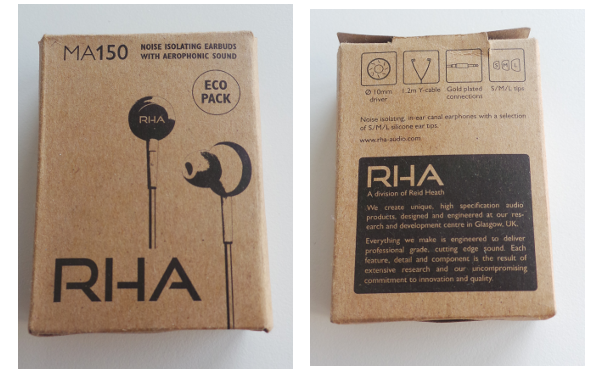 MA150 NOISE ISOLATING EARBUDS
WITH AEROPHONIC SOUND
ECO
PACK
RHA
RHA
Ø 10mm
driver
1.2m Y-cable
Gold plated
connections
S M L
S/M/L tips
Noise isolating, in-ear canal earphones with a selection
of S/M/L silicone ear tips.
www.rha-audio.com
RHA
A division of Reid Heath
We create unique, high specification audio
products, designed and engineered at our res-
earch and development centre in Glasgow, UK.
Everything we make is engineered to deliver
professional grade, cutting edge sound. Each
feature, detail and component is the result of
extensive research and our uncompromising
commitment to innovation and quality.